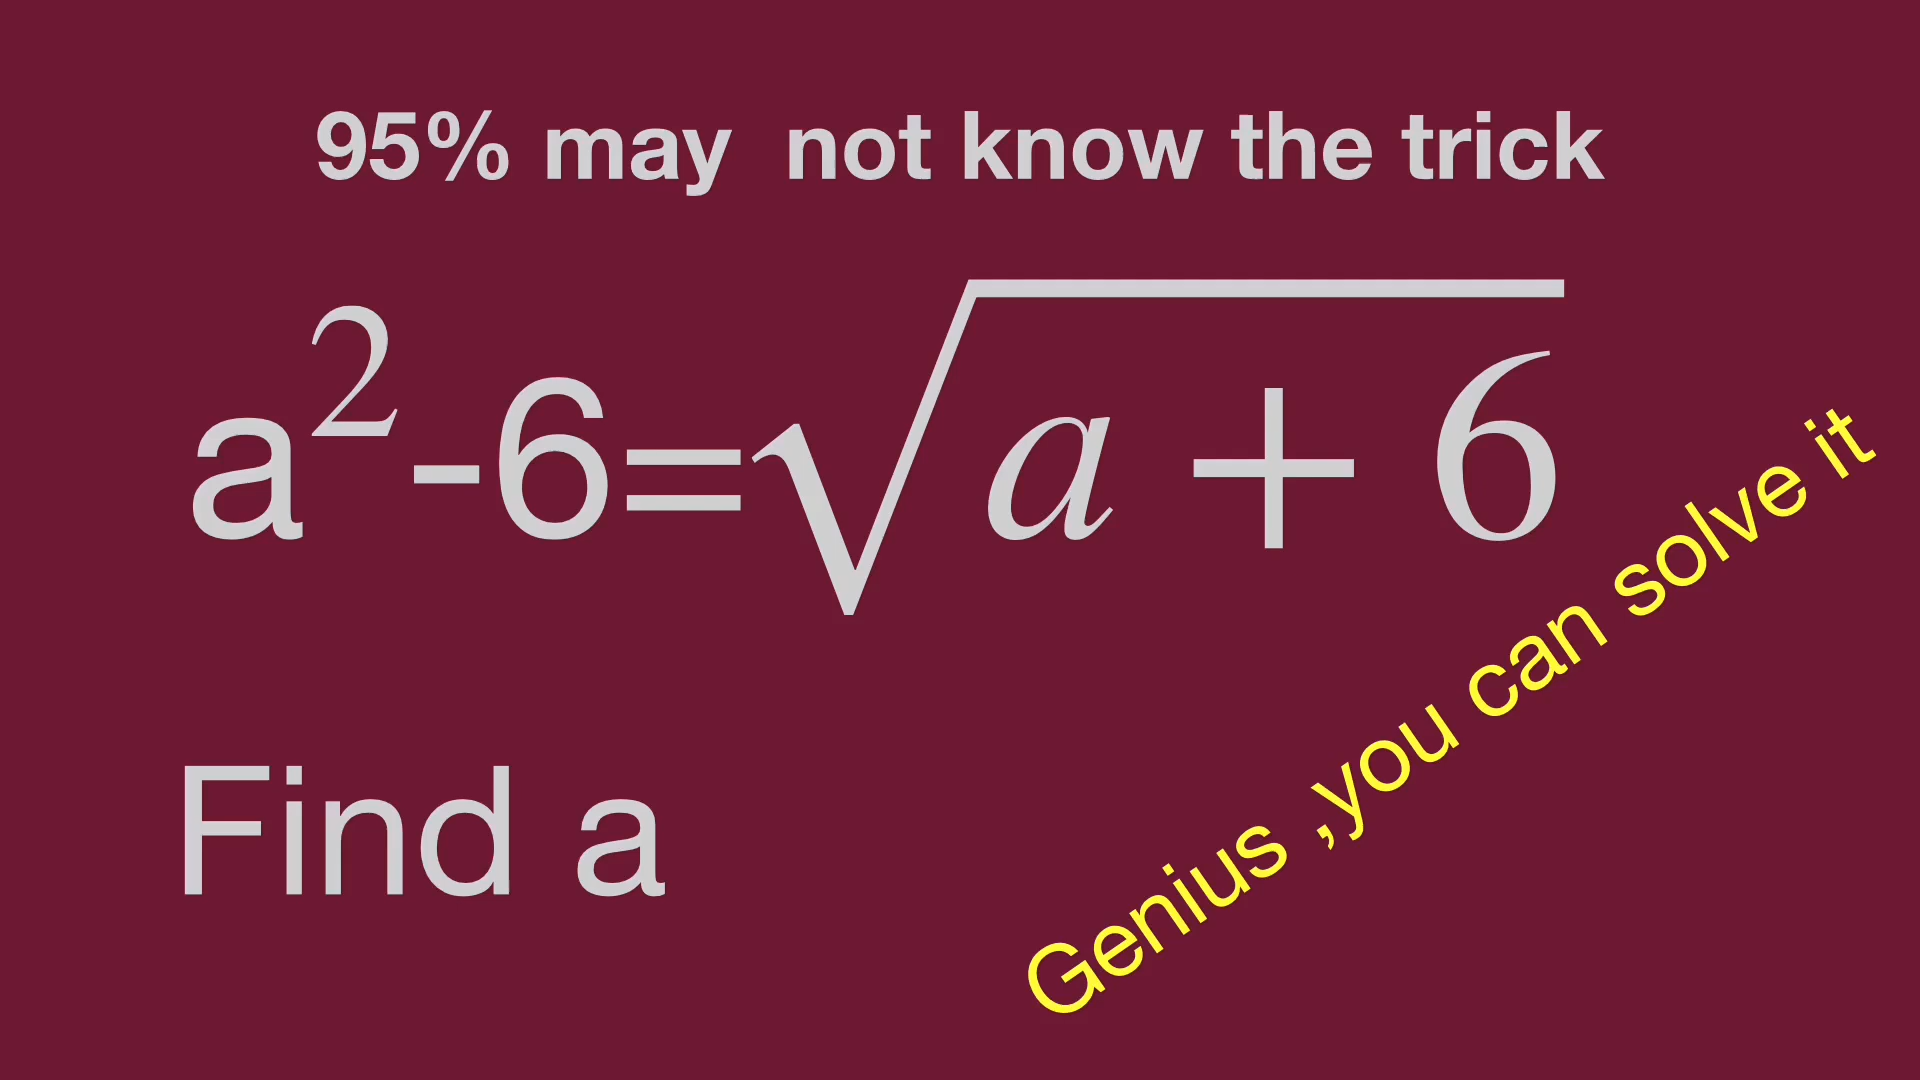 95% may  not know the trick
a²-6=√a + 6
Find a
Genius ,you can solve it